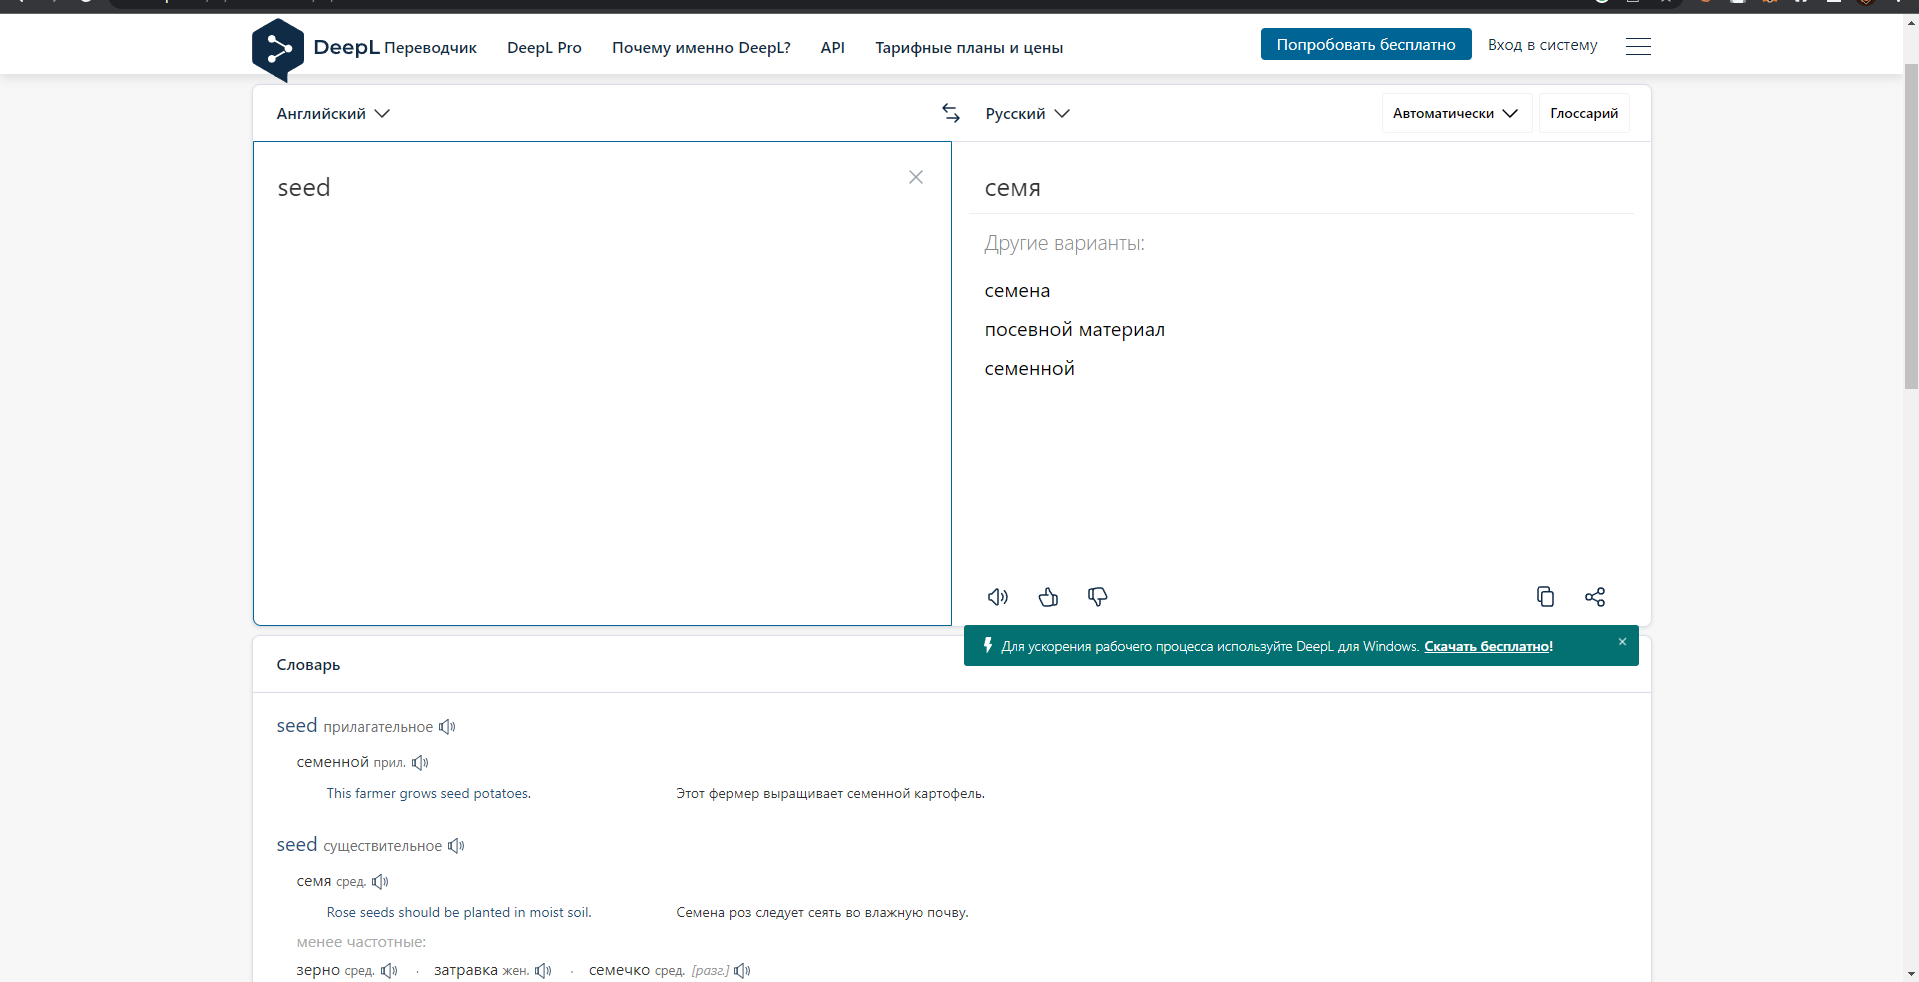 DeepL Переводчик DeepL Pro Почему именно DeepL? API Тарифные планы и цены Попробовать бесплатно Вход в систему
Английский Русский Автоматически Глоссарий
seed
семя
Другие варианты:
семена
посевной материал
семенной
Для ускорения рабочего процесса используйте DeepL для Windows. Скачать бесплатно!
Словарь
seed прилагательное
семенной прил.
This farmer grows seed potatoes. Этот фермер выращивает семенной картофель.
seed существительное
семя сред.
Rose seeds should be planted in moist soil. Семена роз следует сеять во влажную почву.
менее частотные:
зерно сред. · затравка жен. · семечко сред. [разг.]